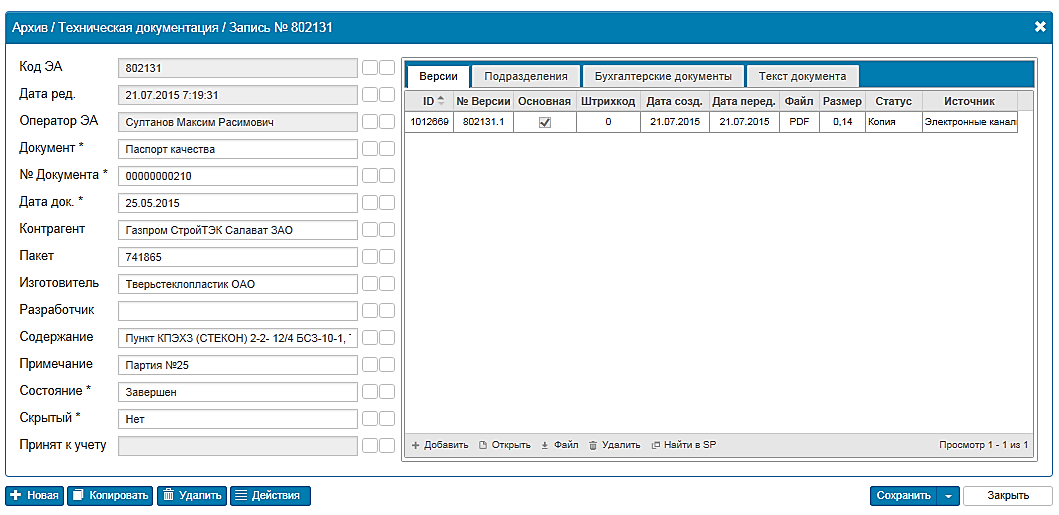 Архив / Техническая документация / Запись № 802131
Код ЭА 802131
Дата ред. 21.07.2015 7:19:31
Оператор ЭА Султанов Максим Расимович
Документ * Паспорт качества
№ Документа * 00000000210
Дата док. * 25.05.2015
Контрагент Газпром СтройТЭК Салават ЗАО
Пакет 741865
Изготовитель Тверьстеклопластик ОАО
Разработчик
Содержание Пункт КПЭХЗ (СТЕКОН) 2-2- 12/4 БСЗ-10-1,
Примечание Партия №25
Состояние * Завершен
Скрытый * Нет
Принят к учету
Версии Подразделения Бухгалтерские документы Текст документа
ID № Версии Основная Штрихкод Дата созд. Дата перед. Файл Размер Статус Источник
1012669 802131.1 0 21.07.2015 21.07.2015 PDF 0,14 Копия Электронные канал
Добавить Открыть Файл Удалить Найти в SP Просмотр 1 - 1 из 1
Новая Копировать Удалить Действия Сохранить Закрыть